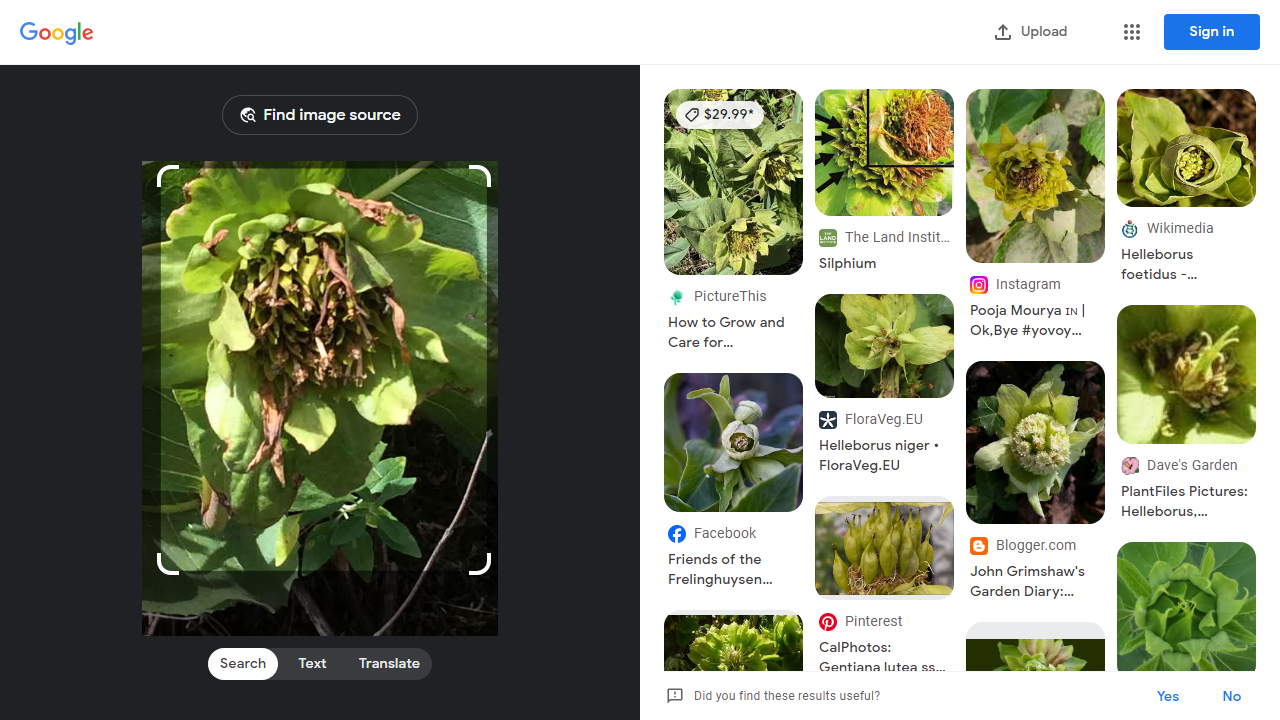 Google
Upload
Sign in
Find image source
Search
Text
Translate
$29.99*
PictureThis
How to Grow and
Care for...
Facebook
Friends of the
Frelinghuysen...
The Land Instit...
Silphium
FloraVeg.EU
Helleborus niger •
FloraVeg.EU
Pinterest
CalPhotos:
Gentiana lutea ss...
Instagram
Pooja Mourya ɪɴ |
Ok,Bye #yovoy...
Blogger.com
John Grimshaw's
Garden Diary:...
Wikimedia
Helleborus
foetidus -...
Dave's Garden
PlantFiles Pictures:
Helleborus,...
Did you find these results useful?
Yes
No